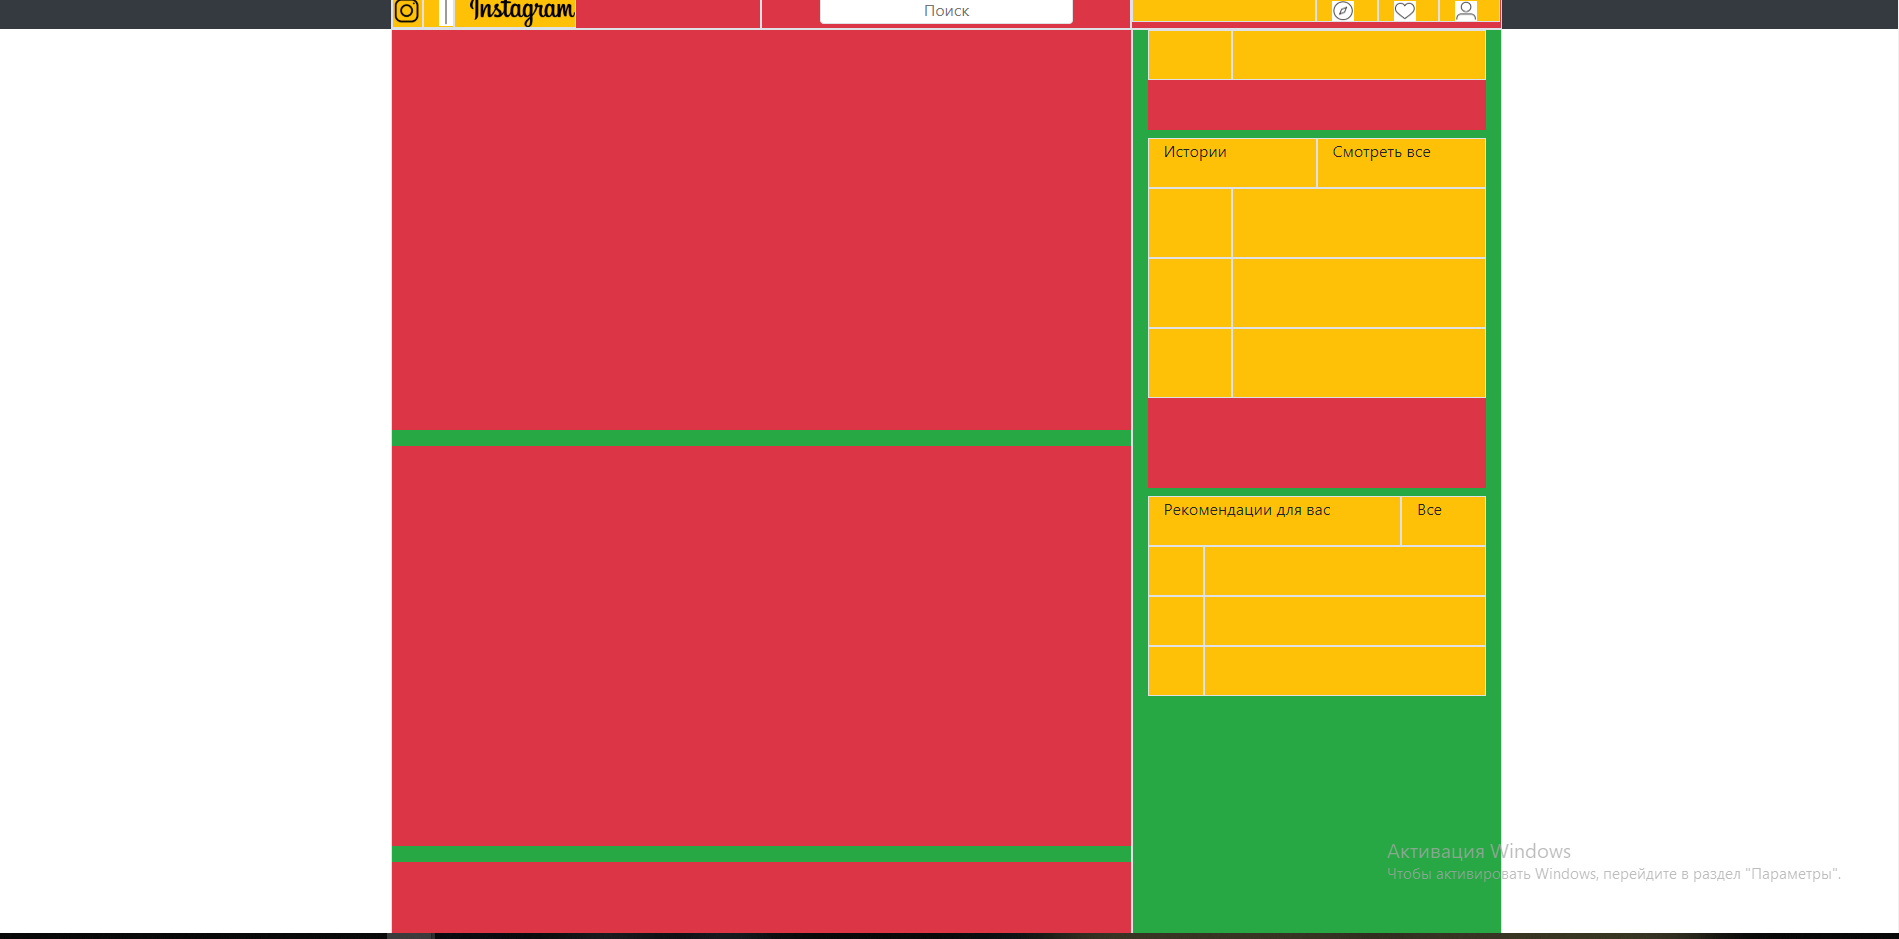 Instagram
Поиск
Истории
Смотреть все
Рекомендации для вас
Все
Активация Windows
Чтобы активировать Windows, перейдите в раздел "Параметры".